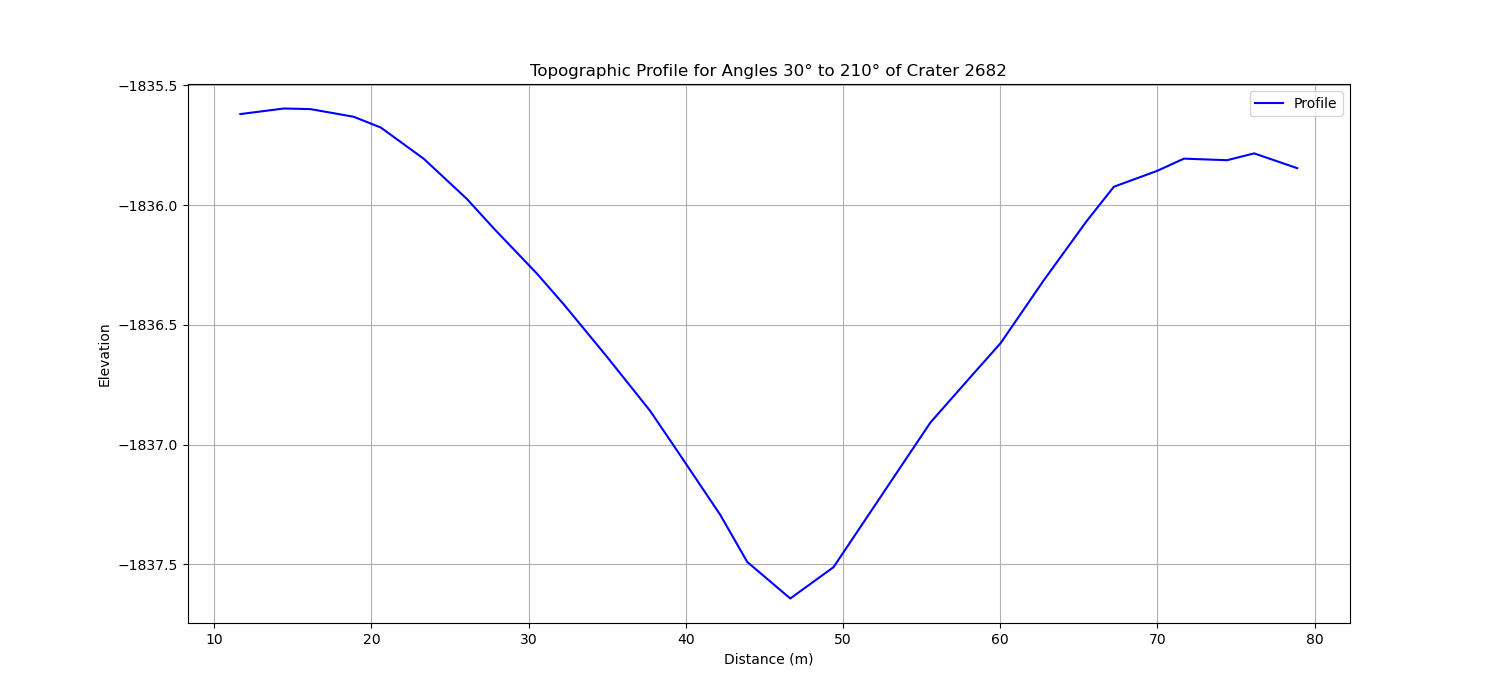 Topographic Profile for Angles 30° to 210° of Crater 2682
Profile
−1835.5
−1836.0
−1836.5
−1837.0
−1837.5
Elevation
10 20 30 40 50 60 70 80
Distance (m)